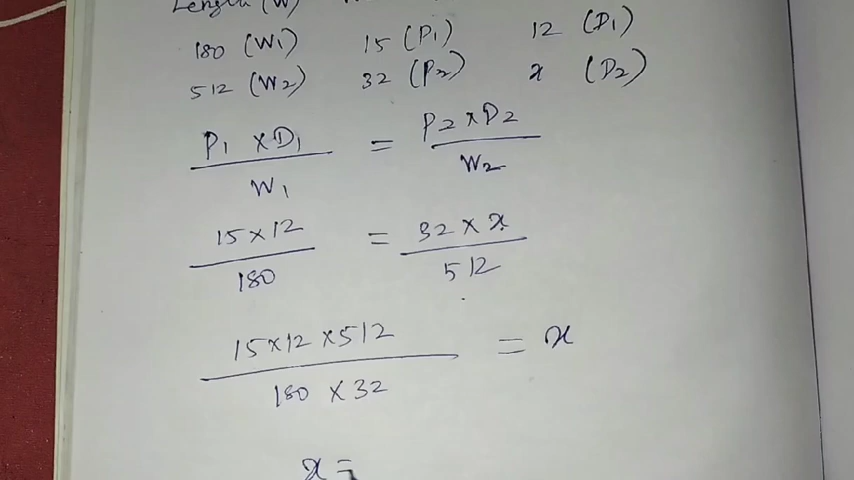 Length (W)
180 (W1) 15 (P1) 12 (D1)
512 (W2) 32 (P2) x (D2)
P1 × D1 / W1 = P2 × D2 / W2
15 × 12 / 180 = 32 × x / 512
15 × 12 × 512 / 180 × 32 = x
x =